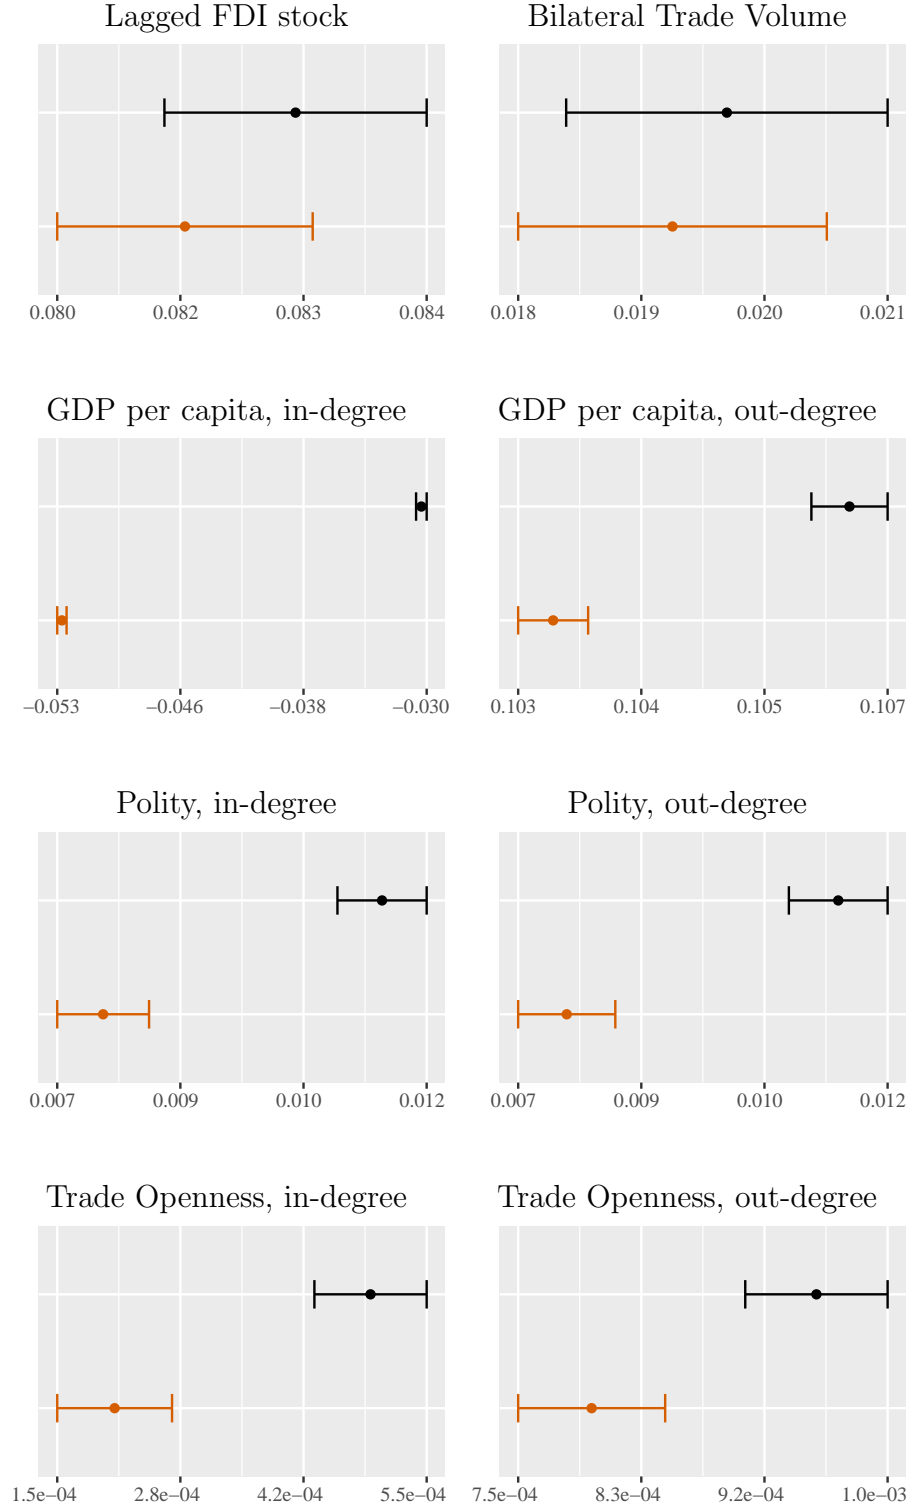 Lagged FDI stock
Bilateral Trade Volume
0.080 0.082 0.083 0.084
0.018 0.019 0.020 0.021
GDP per capita, in-degree
GDP per capita, out-degree
−0.053 −0.046 −0.038 −0.030
0.103 0.104 0.105 0.107
Polity, in-degree
Polity, out-degree
0.007 0.009 0.010 0.012
0.007 0.009 0.010 0.012
Trade Openness, in-degree
Trade Openness, out-degree
1.5e−04 2.8e−04 4.2e−04 5.5e−04
7.5e−04 8.3e−04 9.2e−04 1.0e−03